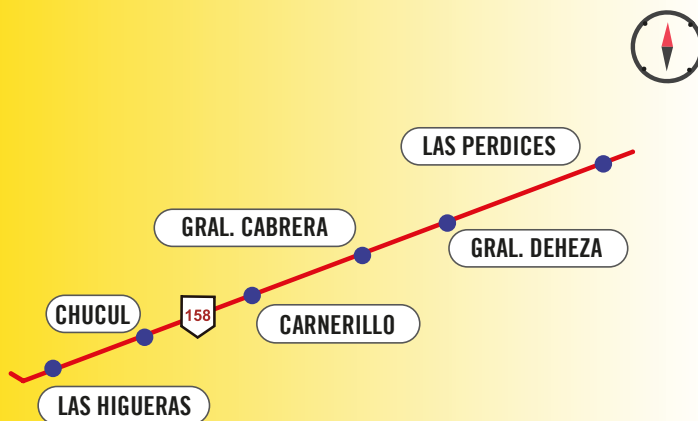 LAS PERDICES
GRAL. CABRERA
GRAL. DEHEZA
CHUCUL
158
CARNERILLO
LAS HIGUERAS